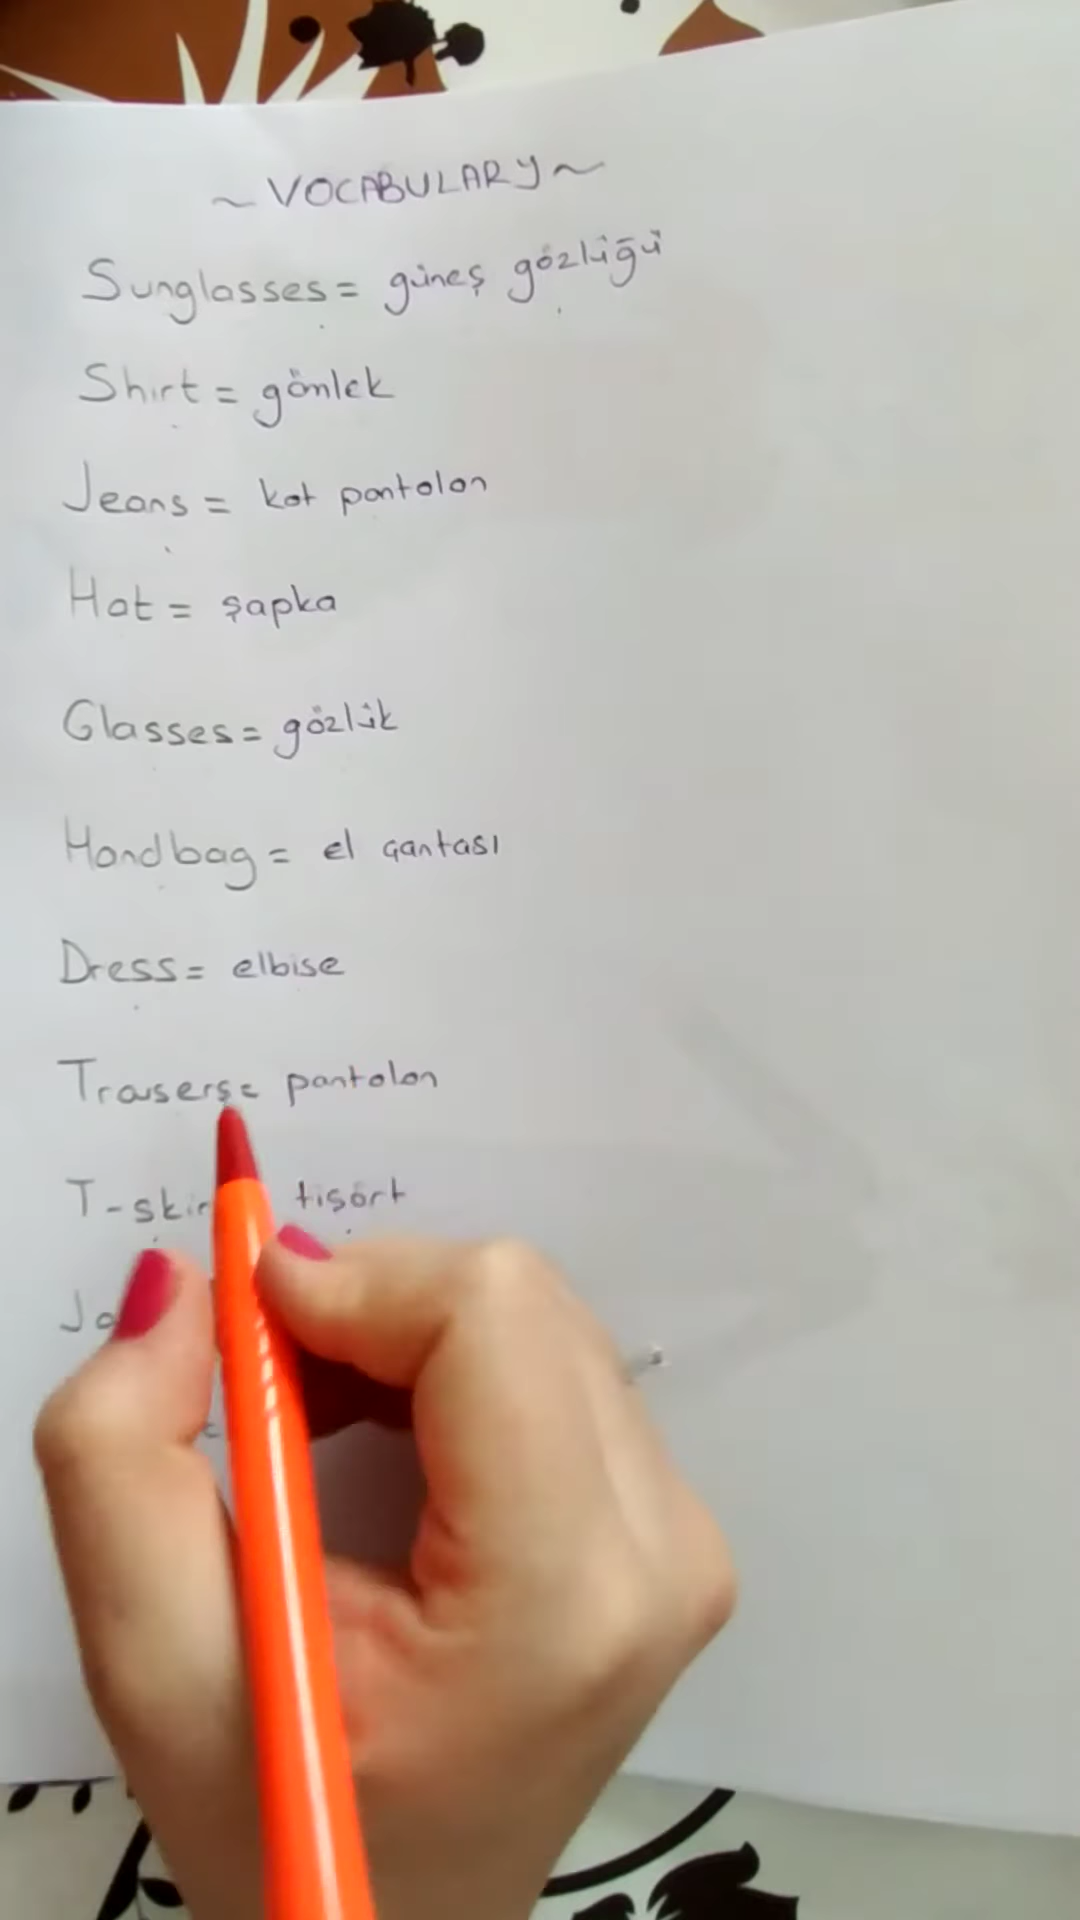 ~ VOCABULARY ~
Sunglasses = güneş gözlüğü
Shirt = gömlek
Jeans = kot pantolon
Hat = şapka
Glasses = gözlük
Handbag = el çantası
Dress = elbise
Trousers = pantolon
tişört